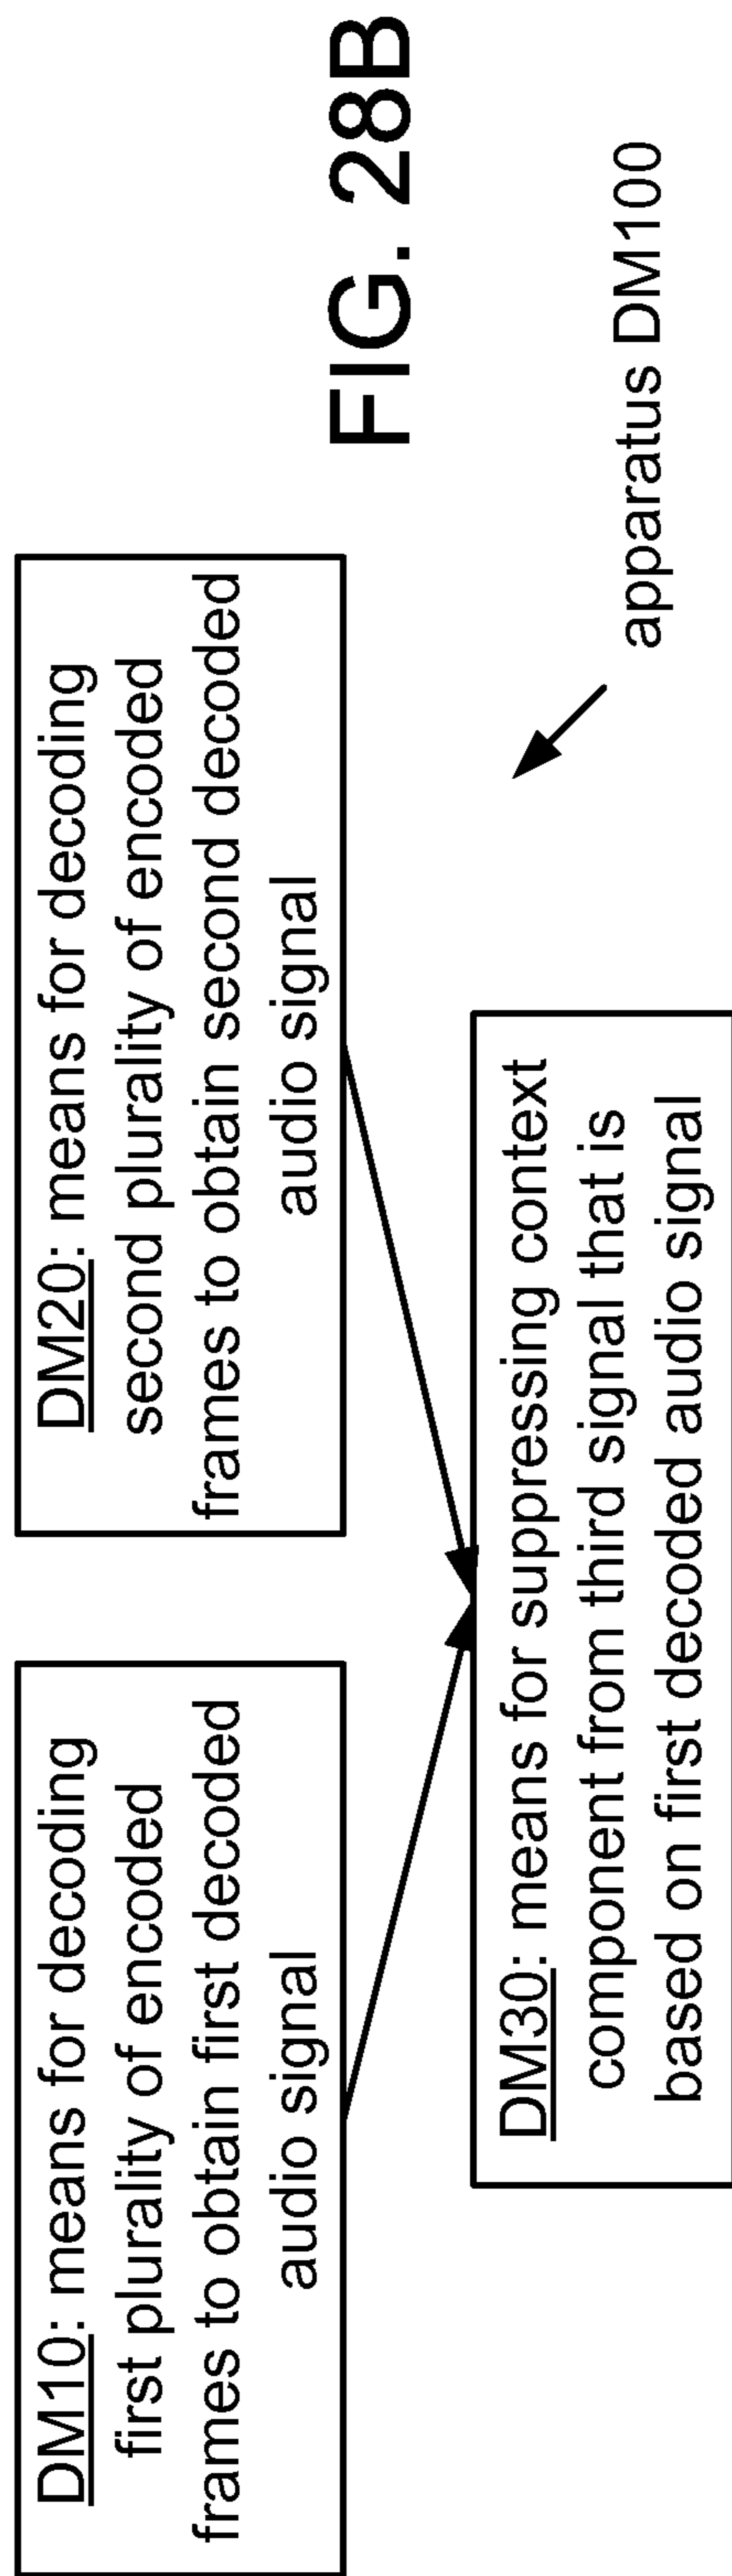 DM10: means for decoding
first plurality of encoded
frames to obtain first decoded
audio signal
DM20: means for decoding
second plurality of encoded
frames to obtain second decoded
audio signal
DM30: means for suppressing context
component from third signal that is
based on first decoded audio signal
FIG. 28B
apparatus DM100